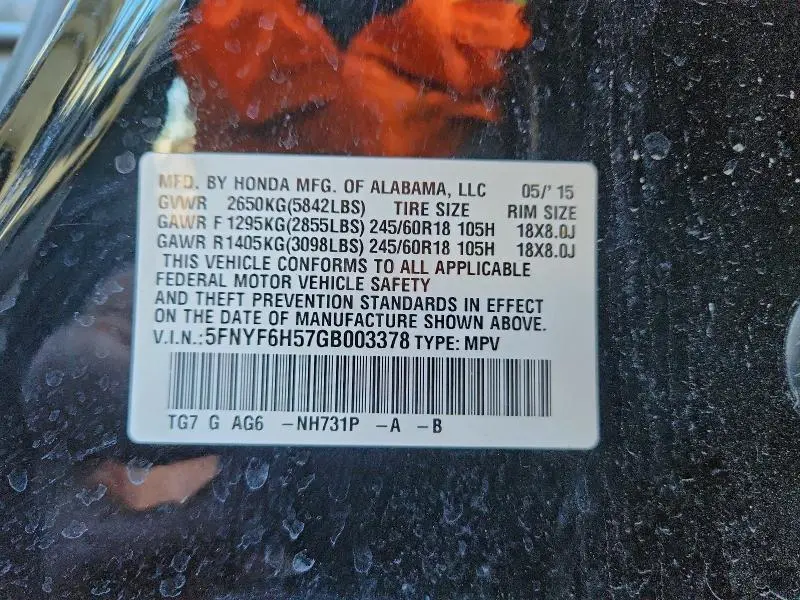 MFD. BY HONDA MFG. OF ALABAMA, LLC 05/'15
GVWR 2650KG(5842LBS) TIRE SIZE RIM SIZE
GAWR F 1295KG(2855LBS) 245/60R18 105H 18X8.0J
GAWR R1405KG(3098LBS) 245/60R18 105H 18X8.0J
THIS VEHICLE CONFORMS TO ALL APPLICABLE
FEDERAL MOTOR VEHICLE SAFETY
AND THEFT PREVENTION STANDARDS IN EFFECT
ON THE DATE OF MANUFACTURE SHOWN ABOVE.
V.I.N.:5FNYF6H57GB003378 TYPE: MPV
TG7 G AG6 -NH731P -A -B